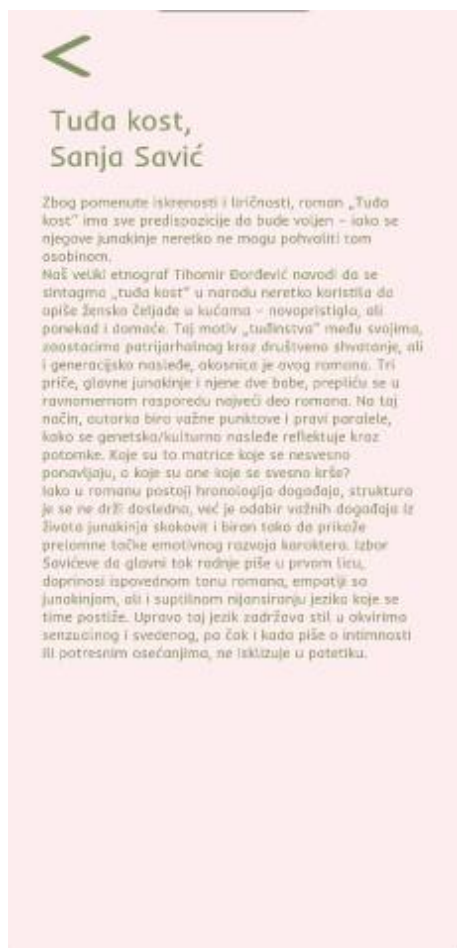 Tuđa kost,
Sanja Savić
Zbog pomenute iskrenosti i liričnosti, roman „Tuđa
kost" ima sve predispozicije da bude voljen – iako se
njegove junakinje neretko ne mogu pohvaliti tom
osobinom.
Naš veliki etnograf Tihomir Đorđević navodi da se
sintagma „tuđa kost" u narodu neretko koristila da
opiše žensko čeljade u kućama – novopristiglo, ali
ponekad i domaće. Taj motiv „tuđinstva" među svojima,
zaostacima patrijarhalnog kroz društveno shvatanje, ali
i generacijsko nasleđe, okosnica je ovog romana. Tri
priče, glavne junakinje i njene dve babe, prepliću se u
ravnomernom rasporedu najveći deo romana. Na taj
način, autorka bira važne punktove i pravi paralele,
kako se genetsko/kulturno nasleđe reflektuje kroz
potomke. Koje su to matrice koje se nesvesno
ponavljaju, a koje su one koje se svesno krše?
Iako u romanu postoji hronologija događaja, struktura
je se ne drži dosledno, već je odabir važnih događaja iz
života junakinja skokovit i biran tako da prikaže
prelomne tačke emotivnog razvoja karaktera. Izbor
Savićeve da glavni tok radnje piše u prvom licu,
doprinosi ispovednom tonu romana, empatiji sa
junakinjom, ali i suptilnom nijansiranju jezika koje se
time postiže. Upravo taj jezik zadržava stil u okvirima
senzualnog i svedenog, pa čak i kada piše o intimnosti
ili potresnim osećanjima, ne isklizuje u patetiku.